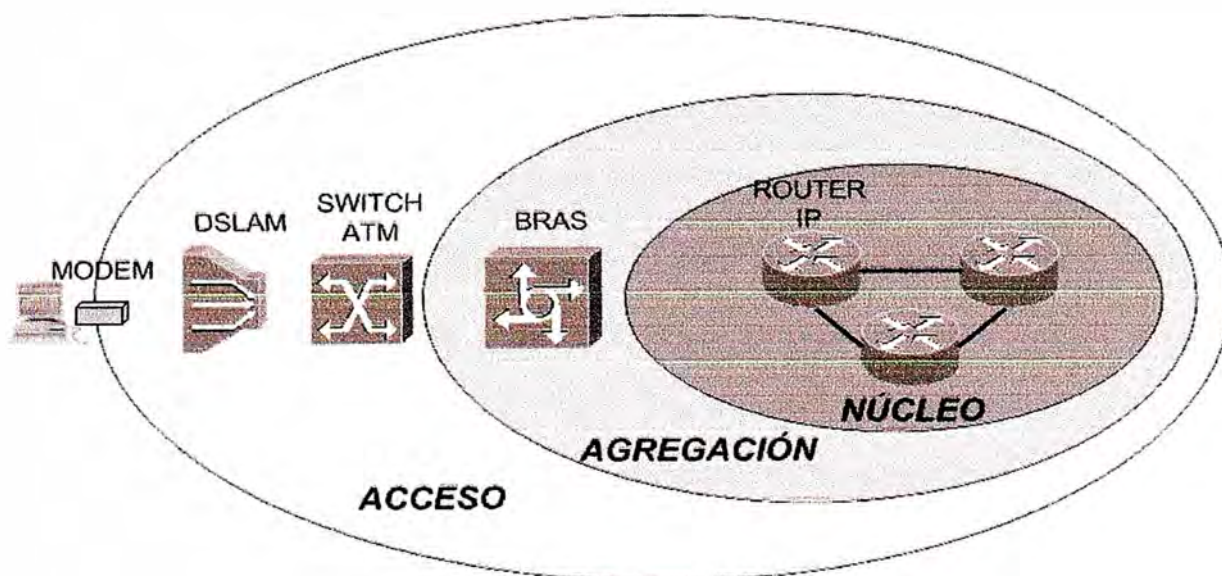 MODEM
DSLAM
SWITCH
ATM
BRAS
ROUTER
IP
NÚCLEO
AGREGACIÓN
ACCESO